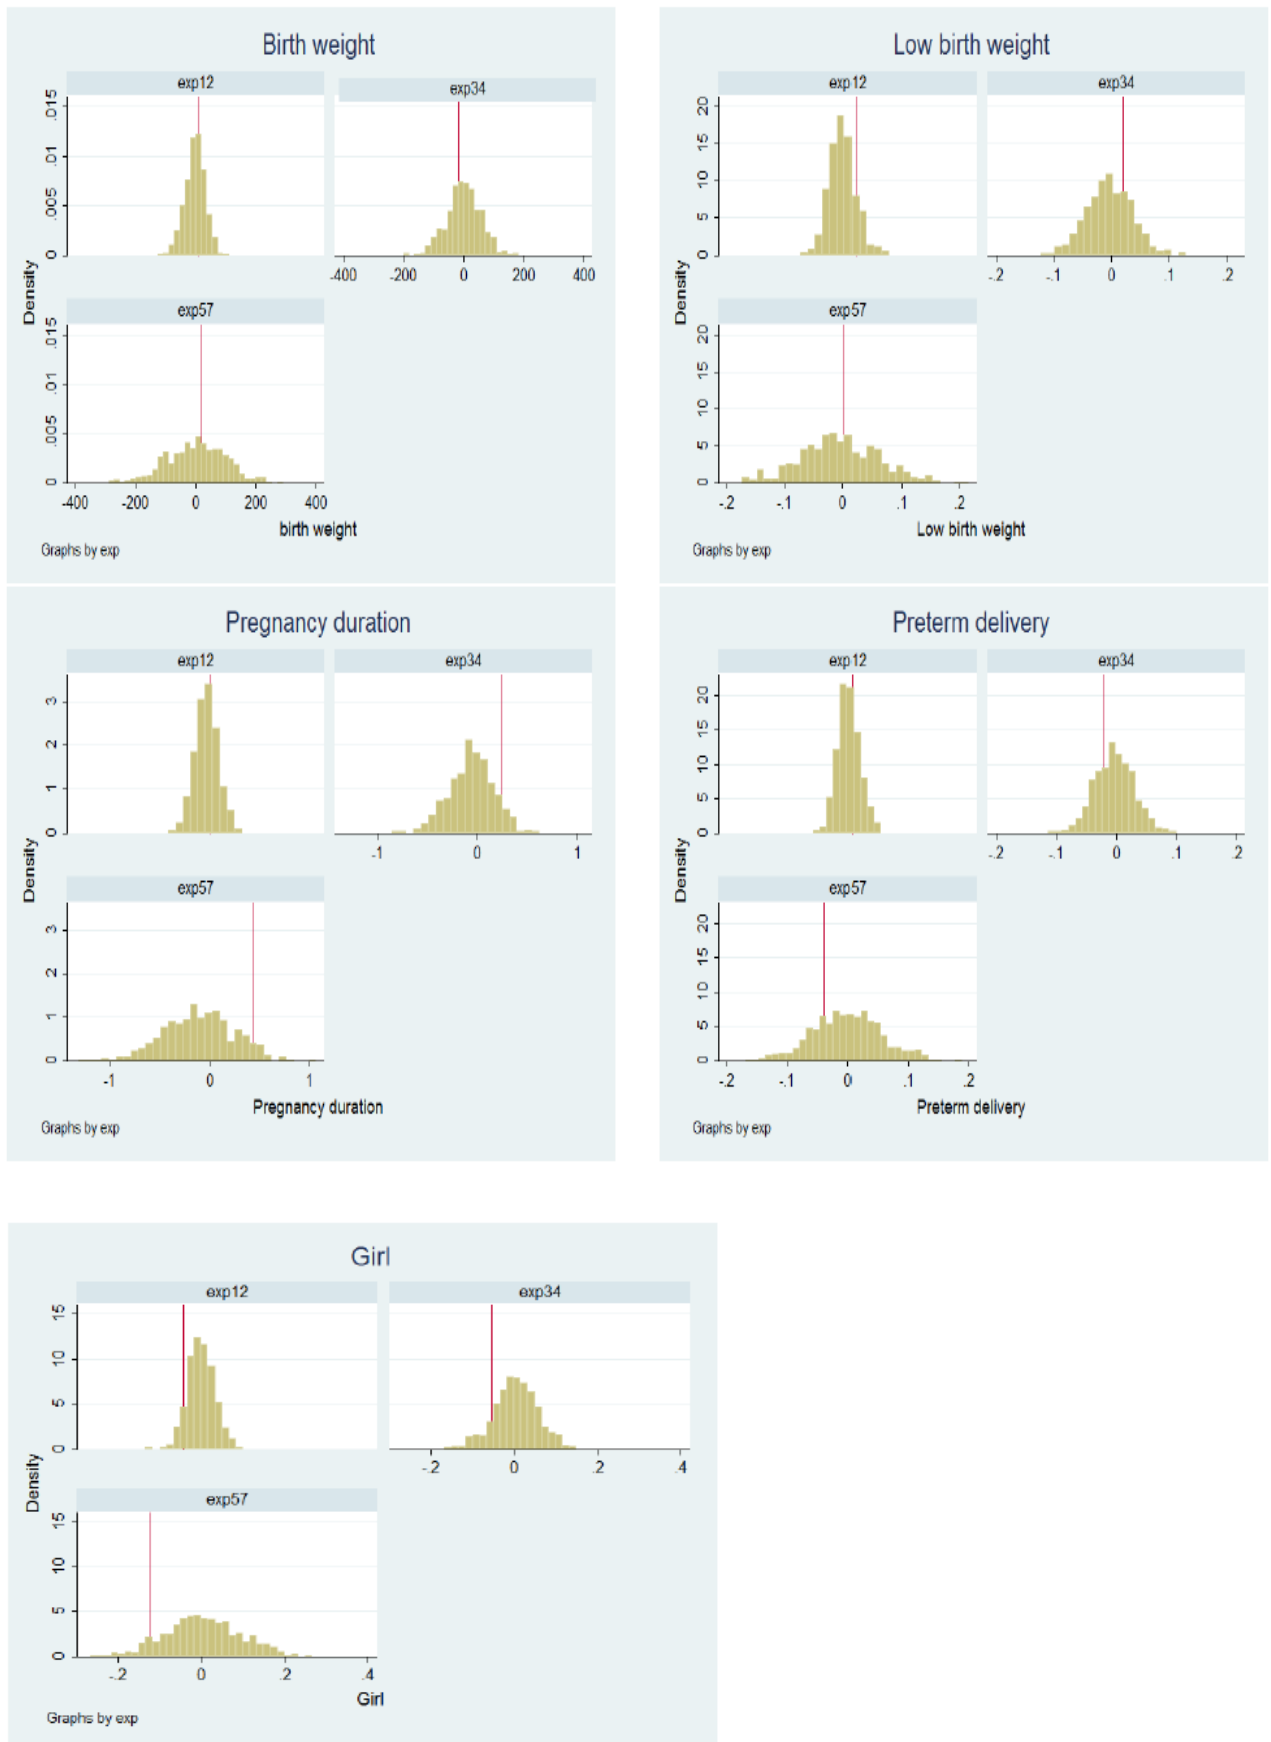 Birth weight
exp12
exp34
Density
0 .005 .01 .015
-400 -200 0 200 400
exp57
0 .005 .01 .015
-400 -200 0 200 400
birth weight
Graphs by exp
Low birth weight
exp12
exp34
Density
0 5 10 15 20
-.2 -.1 0 .1 .2
exp57
0 5 10 15 20
-.2 -.1 0 .1 .2
Low birth weight
Graphs by exp
Pregnancy duration
exp12
exp34
Density
0 1 2 3
-1 0 1
exp57
0 1 2 3
-1 0 1
Pregnancy duration
Graphs by exp
Preterm delivery
exp12
exp34
Density
0 5 10 15 20
-.2 -.1 0 .1 .2
exp57
0 5 10 15 20
-.2 -.1 0 .1 .2
Preterm delivery
Graphs by exp
Girl
exp12
exp34
Density
0 5 10 15
-.2 0 .2 .4
exp57
0 5 10 15
-.2 0 .2 .4
Girl
Graphs by exp